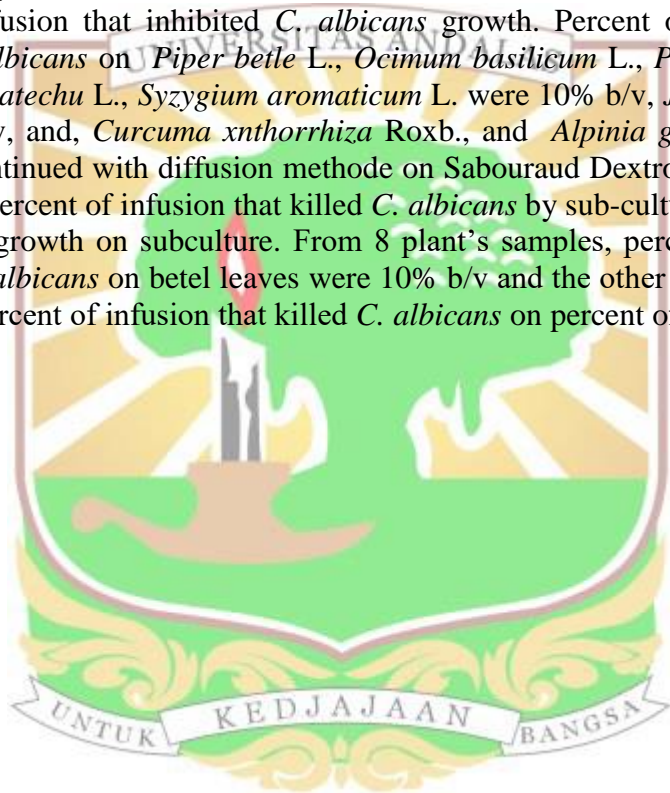 fusion that inhibited C. albicans growth. Percent o
UNIVERSITAS ANDALAS
lbicans on Piper betle L., Ocimum basilicum L., P
atechu L., Syzygium aromaticum L. were 10% b/v, J
v, and, Curcuma xnthorrhiza Roxb., and Alpinia g
ntinued with diffusion methode on Sabouraud Dextro
percent of infusion that killed C. albicans by sub-cult
growth on subculture. From 8 plant's samples, perc
albicans on betel leaves were 10% b/v and the other
ercent of infusion that killed C. albicans on percent o
UNTUK KEDJAJAAN BANGSA